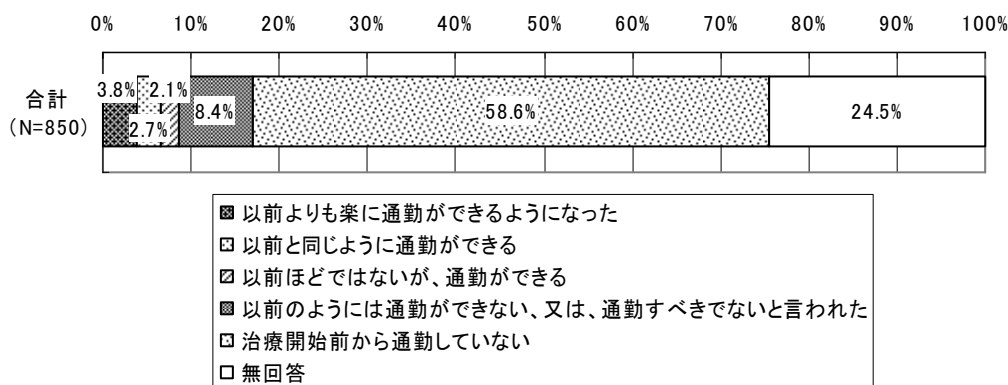 0% 10% 20% 30% 40% 50% 60% 70% 80% 90% 100%
合計
(N=850)
3.8% 2.1%
2.7%
8.4% 58.6% 24.5%
以前よりも楽に通勤ができるようになった
以前と同じように通勤ができる
以前ほどではないが、通勤ができる
以前のようには通勤ができない、又は、通勤すべきでないと言われた
治療開始前から通勤していない
無回答